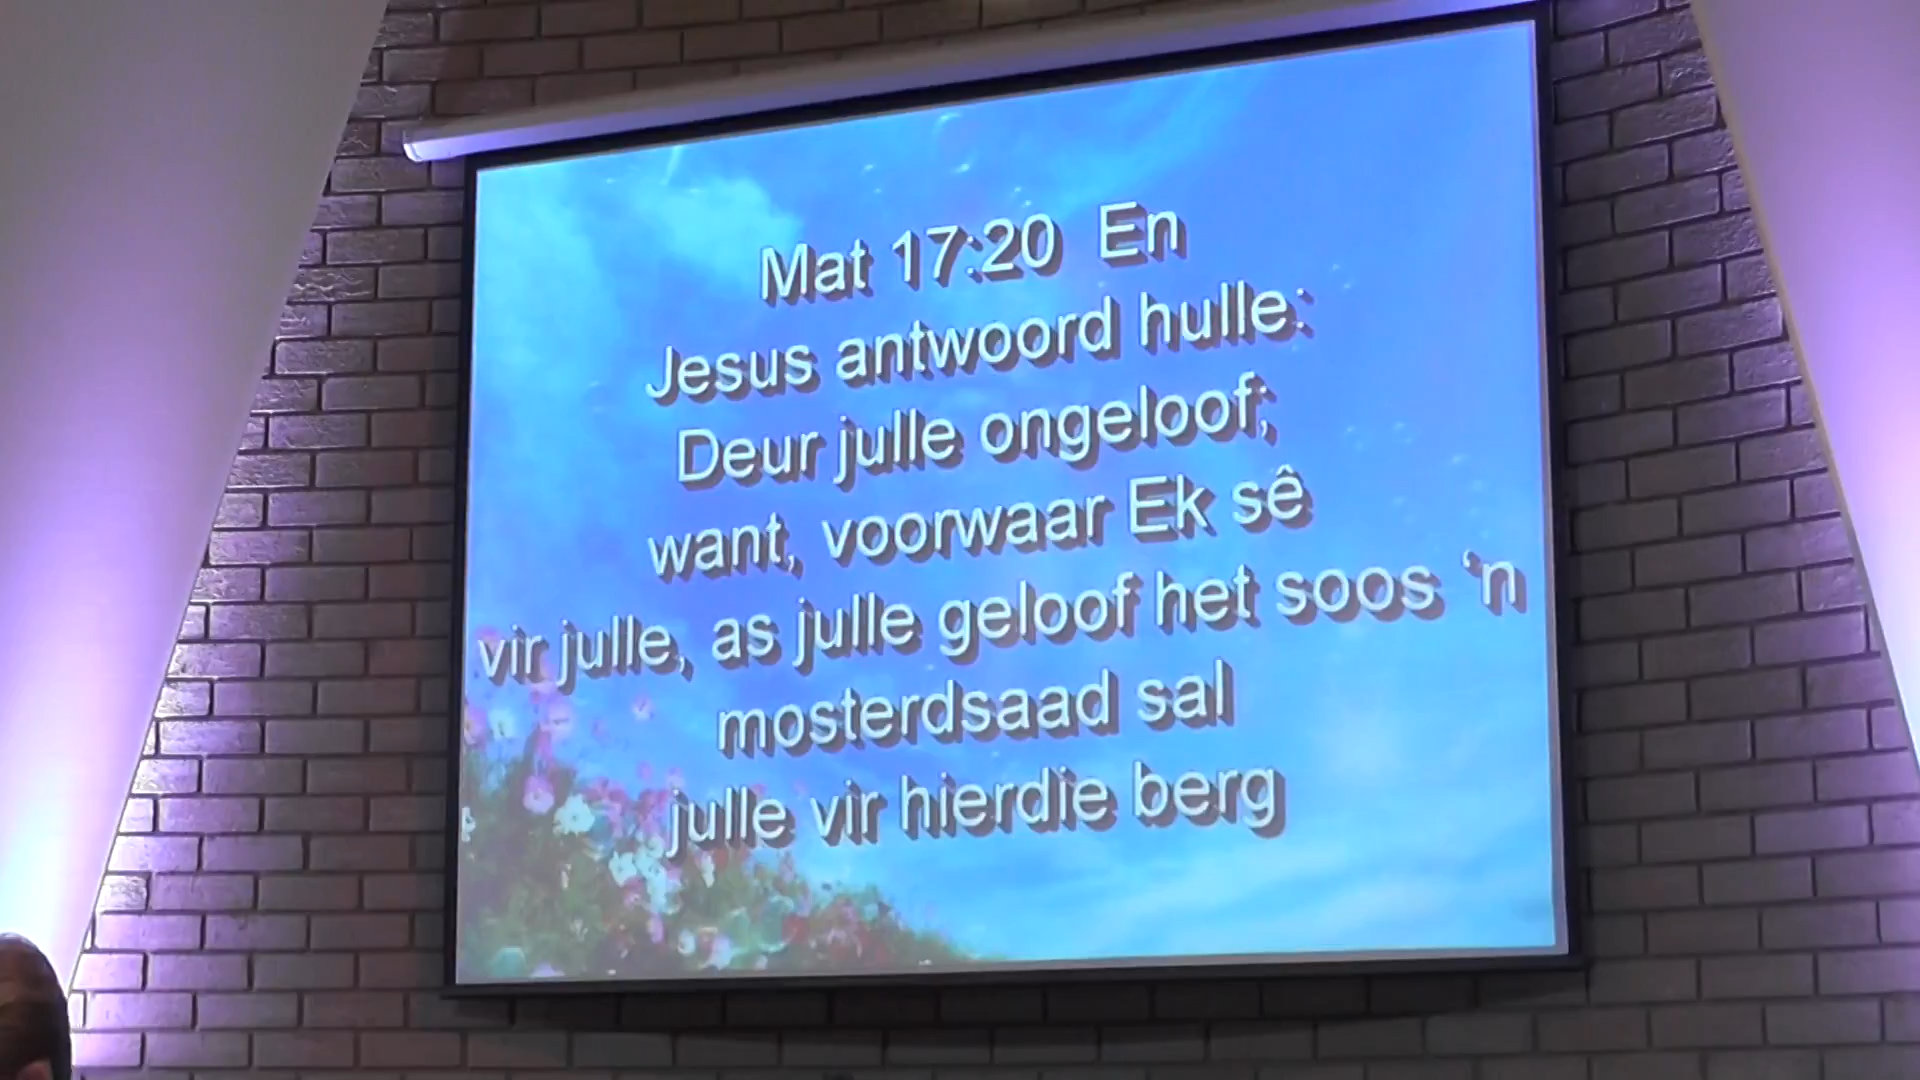 Mat 17:20 En
Jesus antwoord hulle:
Deur julle ongeloof;
want, voorwaar Ek sê
vir julle, as julle geloof het soos ‘n
mosterdsaad sal
julle vir hierdie berg